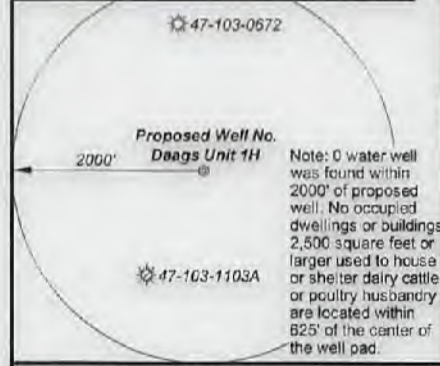 47-103-0672
Proposed Well No.
Daags Unit 1H
2000'
Note: 0 water well
was found within
2000' of proposed
well. No occupied
dwellings or buildings
2,500 square feet or
larger used to house
or shelter dairy cattle
or poultry husbandry
are located within
625' of the center of
the well pad.
47-103-1103A